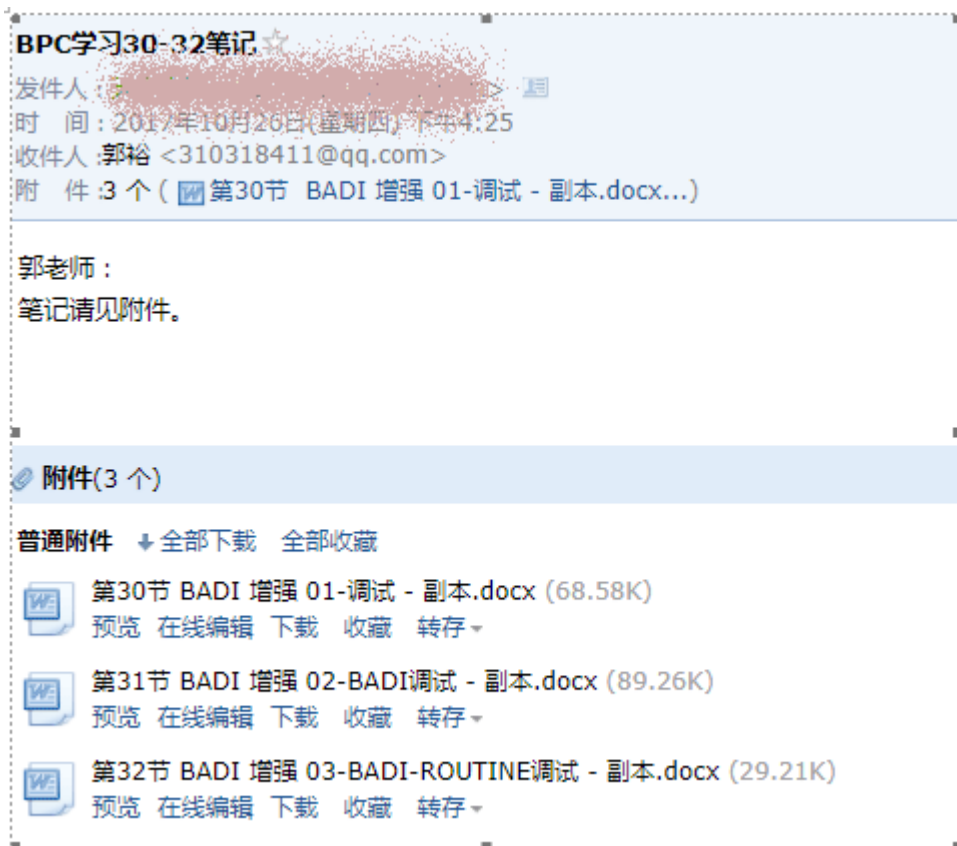 BPC学习30-32笔记
发件人：
时 间：2017年10月26日(星期四) 下午4:25
收件人：郭裕 <310318411@qq.com>
附 件：3 个 ( 第30节 BADI 增强 01-调试 - 副本.docx...)
郭老师：
笔记请见附件。
附件(3 个)
普通附件 全部下载 全部收藏
第30节 BADI 增强 01-调试 - 副本.docx (68.58K)
预览 在线编辑 下载 收藏 转存
第31节 BADI 增强 02-BADI调试 - 副本.docx (89.26K)
预览 在线编辑 下载 收藏 转存
第32节 BADI 增强 03-BADI-ROUTINE调试 - 副本.docx (29.21K)
预览 在线编辑 下载 收藏 转存